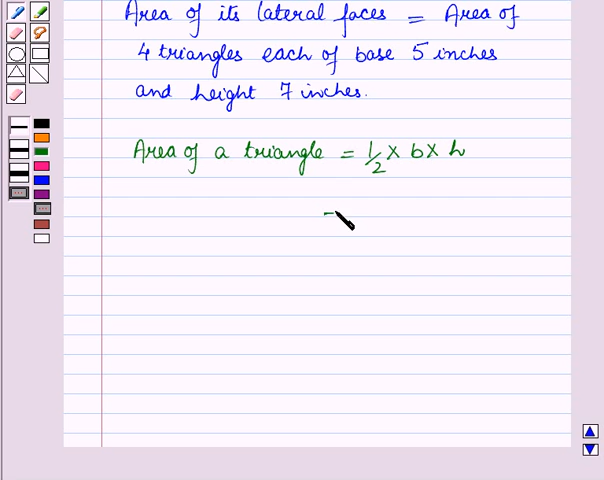 Area of its lateral faces = Area of
4 triangles each of base 5 inches
and height 7 inches.
Area of a triangle = 1/2 × b × h